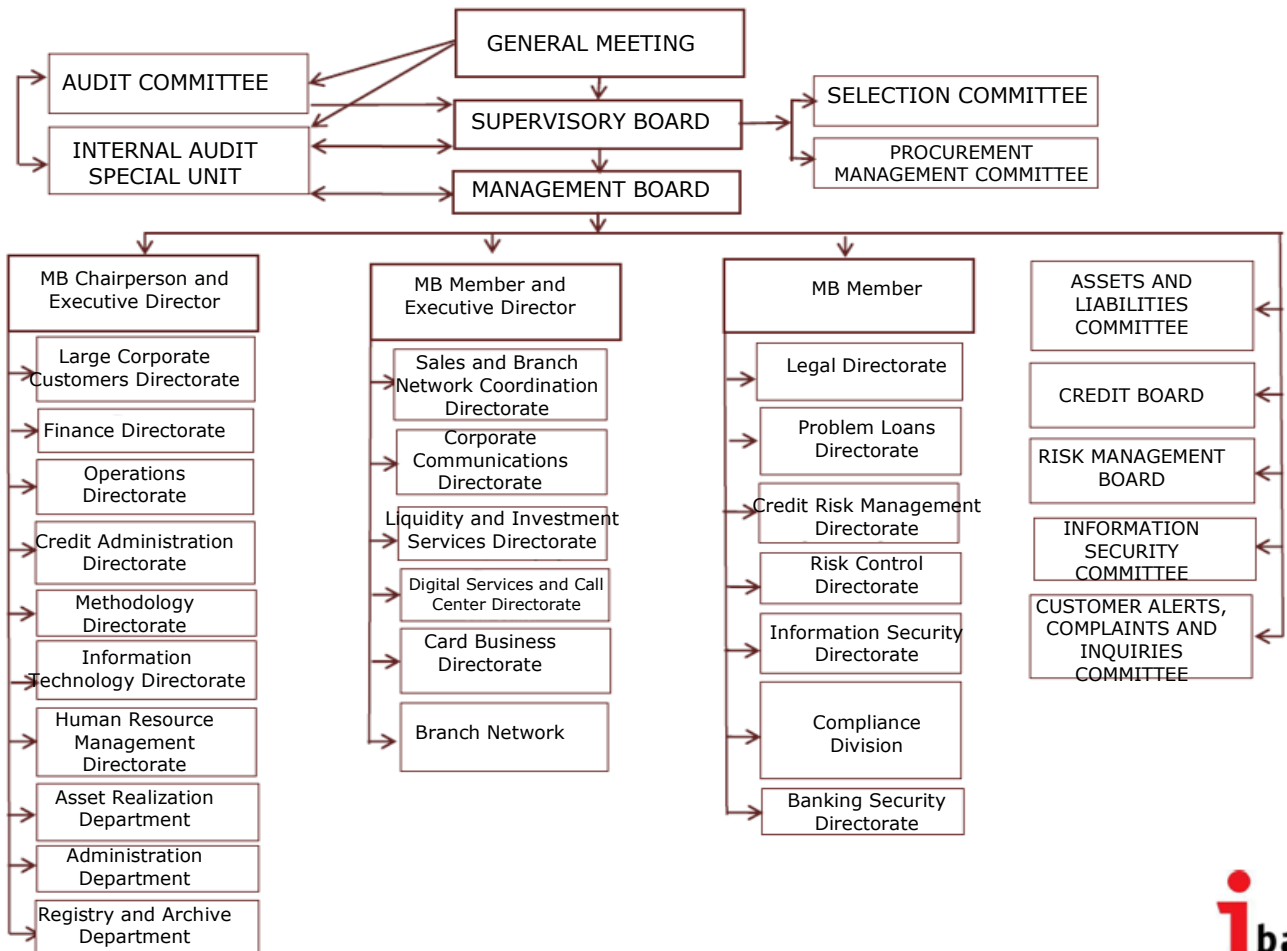 GENERAL MEETING
AUDIT COMMITTEE
SELECTION COMMITTEE
SUPERVISORY BOARD
INTERNAL AUDIT
SPECIAL UNIT
PROCUREMENT
MANAGEMENT COMMITTEE
MANAGEMENT BOARD
MB Chairperson and
Executive Director
Large Corporate
Customers Directorate
Finance Directorate
Operations
Directorate
Credit Administration
Directorate
Methodology
Directorate
Information
Technology Directorate
Human Resource
Management
Directorate
Asset Realization
Department
Administration
Department
Registry and Archive
Department
MB Member and
Executive Director
Sales and Branch
Network Coordination
Directorate
Corporate
Communications
Directorate
Liquidity and Investment
Services Directorate
Digital Services and Call
Center Directorate
Card Business
Directorate
Branch Network
MB Member
Legal Directorate
Problem Loans
Directorate
Credit Risk Management
Directorate
Risk Control
Directorate
Information Security
Directorate
Compliance
Division
Banking Security
Directorate
ASSETS AND
LIABILITIES
COMMITTEE
CREDIT BOARD
RISK MANAGEMENT
BOARD
INFORMATION
SECURITY
COMMITTEE
CUSTOMER ALERTS,
COMPLAINTS AND
INQUIRIES
COMMITTEE